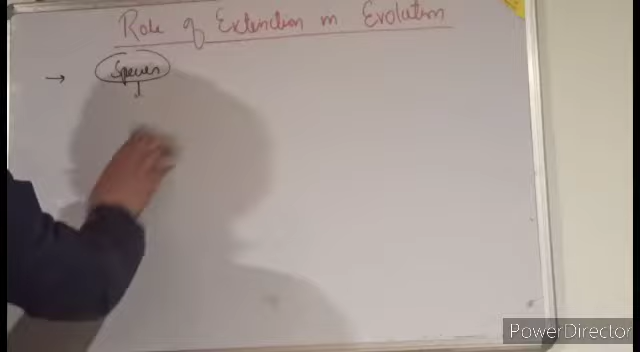 Role of Extinction in Evolution
→ Species
PowerDirector